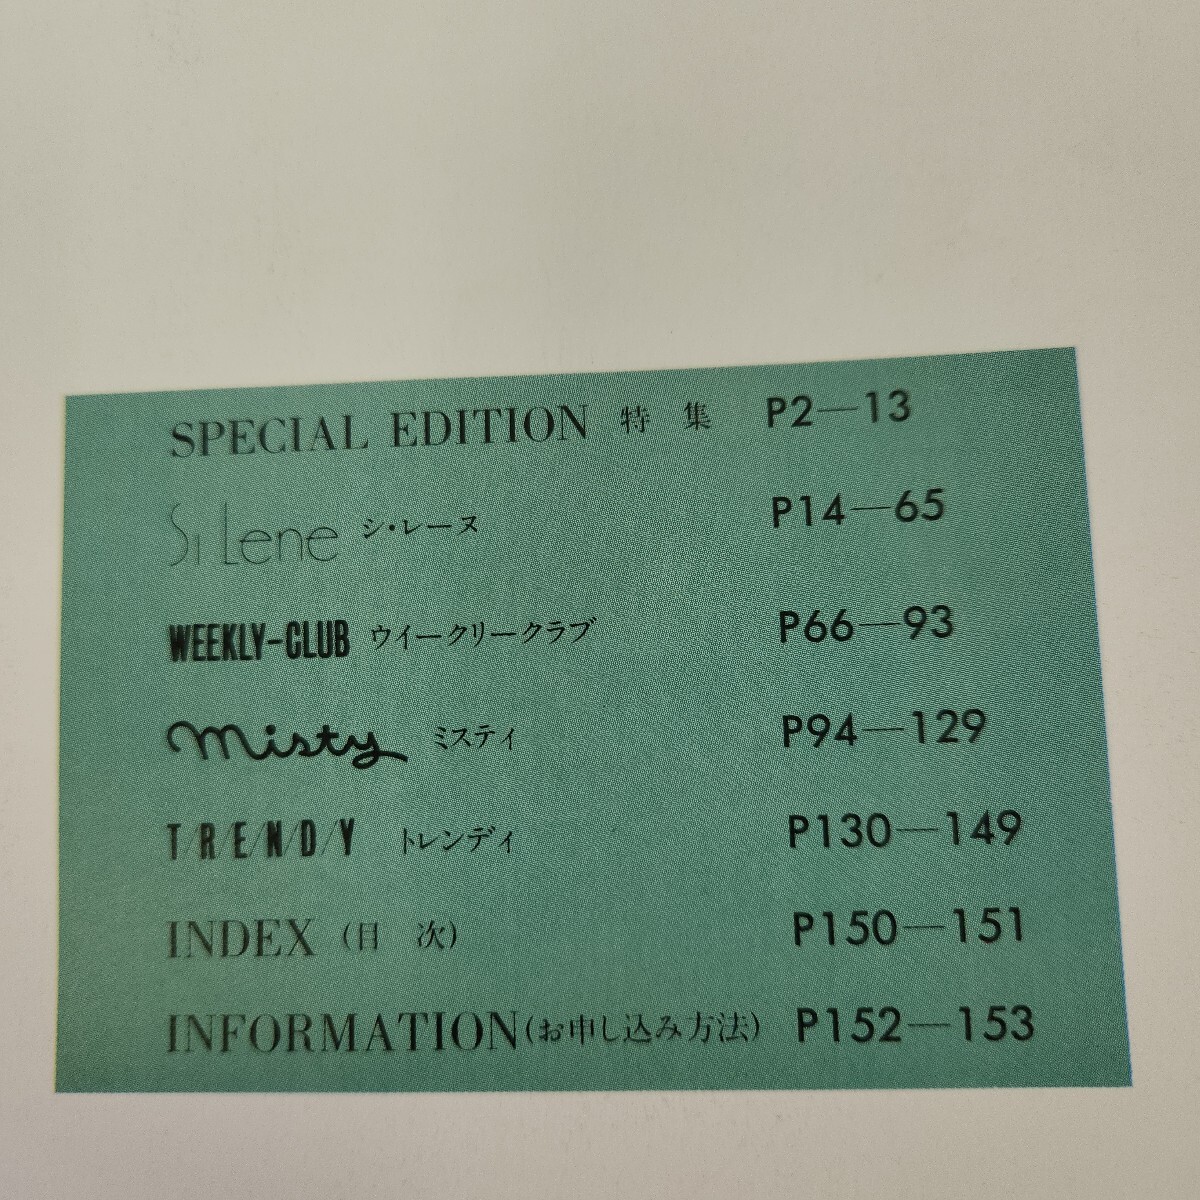 SPECIAL EDITION 特 集 P2—13
Si Lene シ・レーヌ P14—65
WEEKLY-CLUB ウイークリークラブ P66—93
misty ミスティ P94—129
T/R/E/N/D/Y トレンディ P130—149
INDEX (目 次) P150—151
INFORMATION(お申し込み方法) P152—153